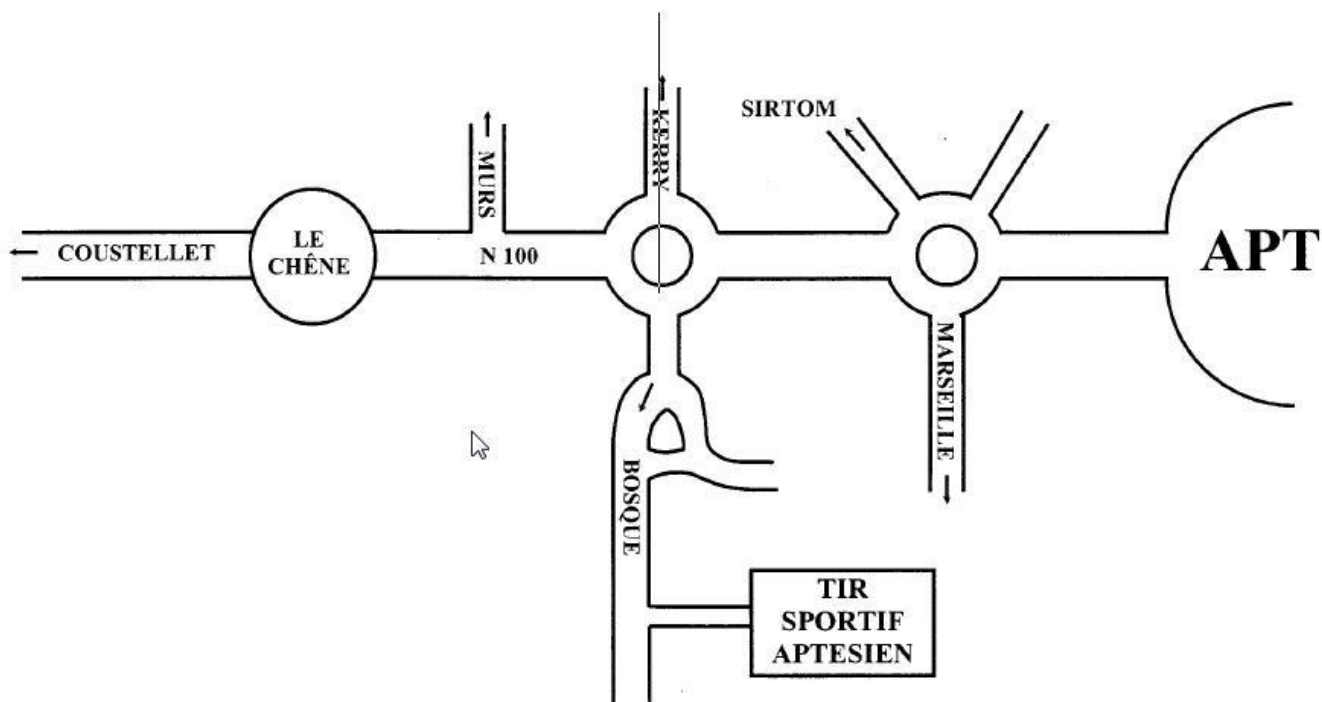 SIRTOM
KERRY
MURS
COUSTELLET
LE
CHÊNE
N 100
APT
MARSEILLE
BOSQUE
TIR
SPORTIF
APTESIEN